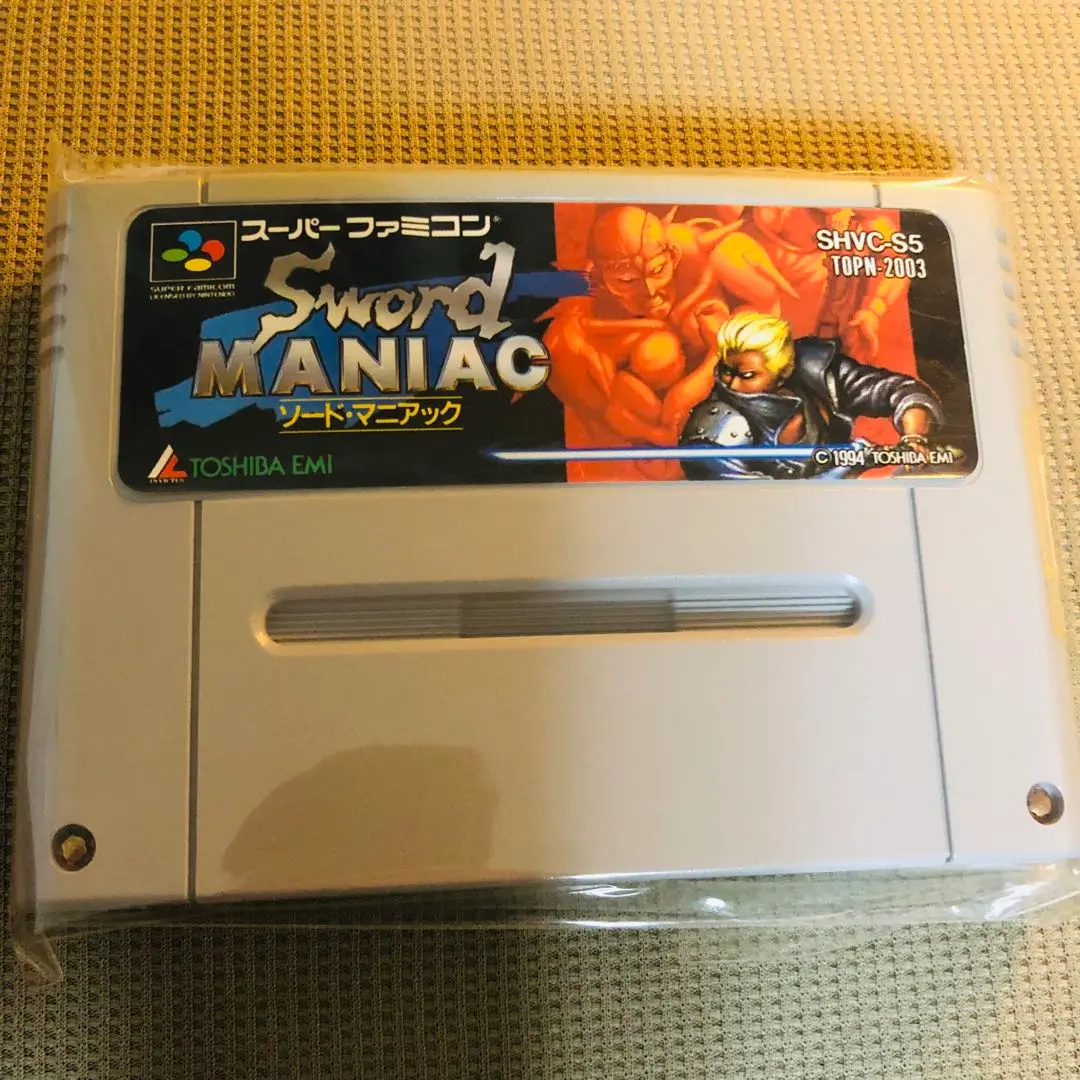 スーパーファミコン®
SUPER FAMICOM
LICENSED BY NINTENDO
Sword
MANIAC
ソード・マニアック
INVICTUS
TOSHIBA EMI
SHVC-S5
TOPN-2003
© 1994 TOSHIBA EMI